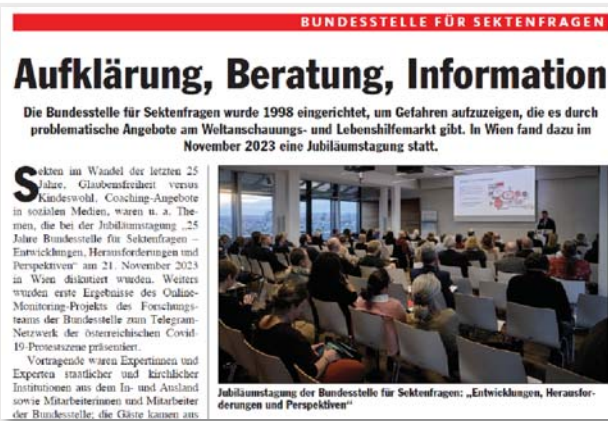 BUNDESSTELLE FÜR SEKTENFRAGEN
Aufklärung, Beratung, Information
Die Bundesstelle für Sektenfragen wurde 1998 eingerichtet, um Gefahren aufzuzeigen, die es durch
problematische Angebote am Weltanschauungs- und Lebenshilfemarkt gibt. In Wien fand dazu im
November 2023 eine Jubiläumstagung statt.
Sekten im Wandel der letzten 25
Jahre, Glaubensfreiheit versus
Kindeswohl, Coaching-Angebote
in sozialen Medien, waren u. a. The-
men, die bei der Jubiläumstagung „25
Jahre Bundesstelle für Sektenfragen –
Entwicklungen, Herausforderungen und
Perspektiven“ am 21. November 2023
in Wien diskutiert wurden. Weiters
wurden erste Ergebnisse des Online-
Monitoring-Projekts des Forschungs-
teams der Bundesstelle zum Telegram-
Netzwerk der österreichischen Covid-
19-Protestszene präsentiert.
Vortragende waren Expertinnen und
Experten staatlicher und kirchlicher
Institutionen aus dem In- und Ausland
sowie Mitarbeiterinnen und Mitarbeiter
der Bundesstelle; die Gäste kamen aus
Jubiläumstagung der Bundesstelle für Sektenfragen: „Entwicklungen, Herausfor-
derungen und Perspektiven“